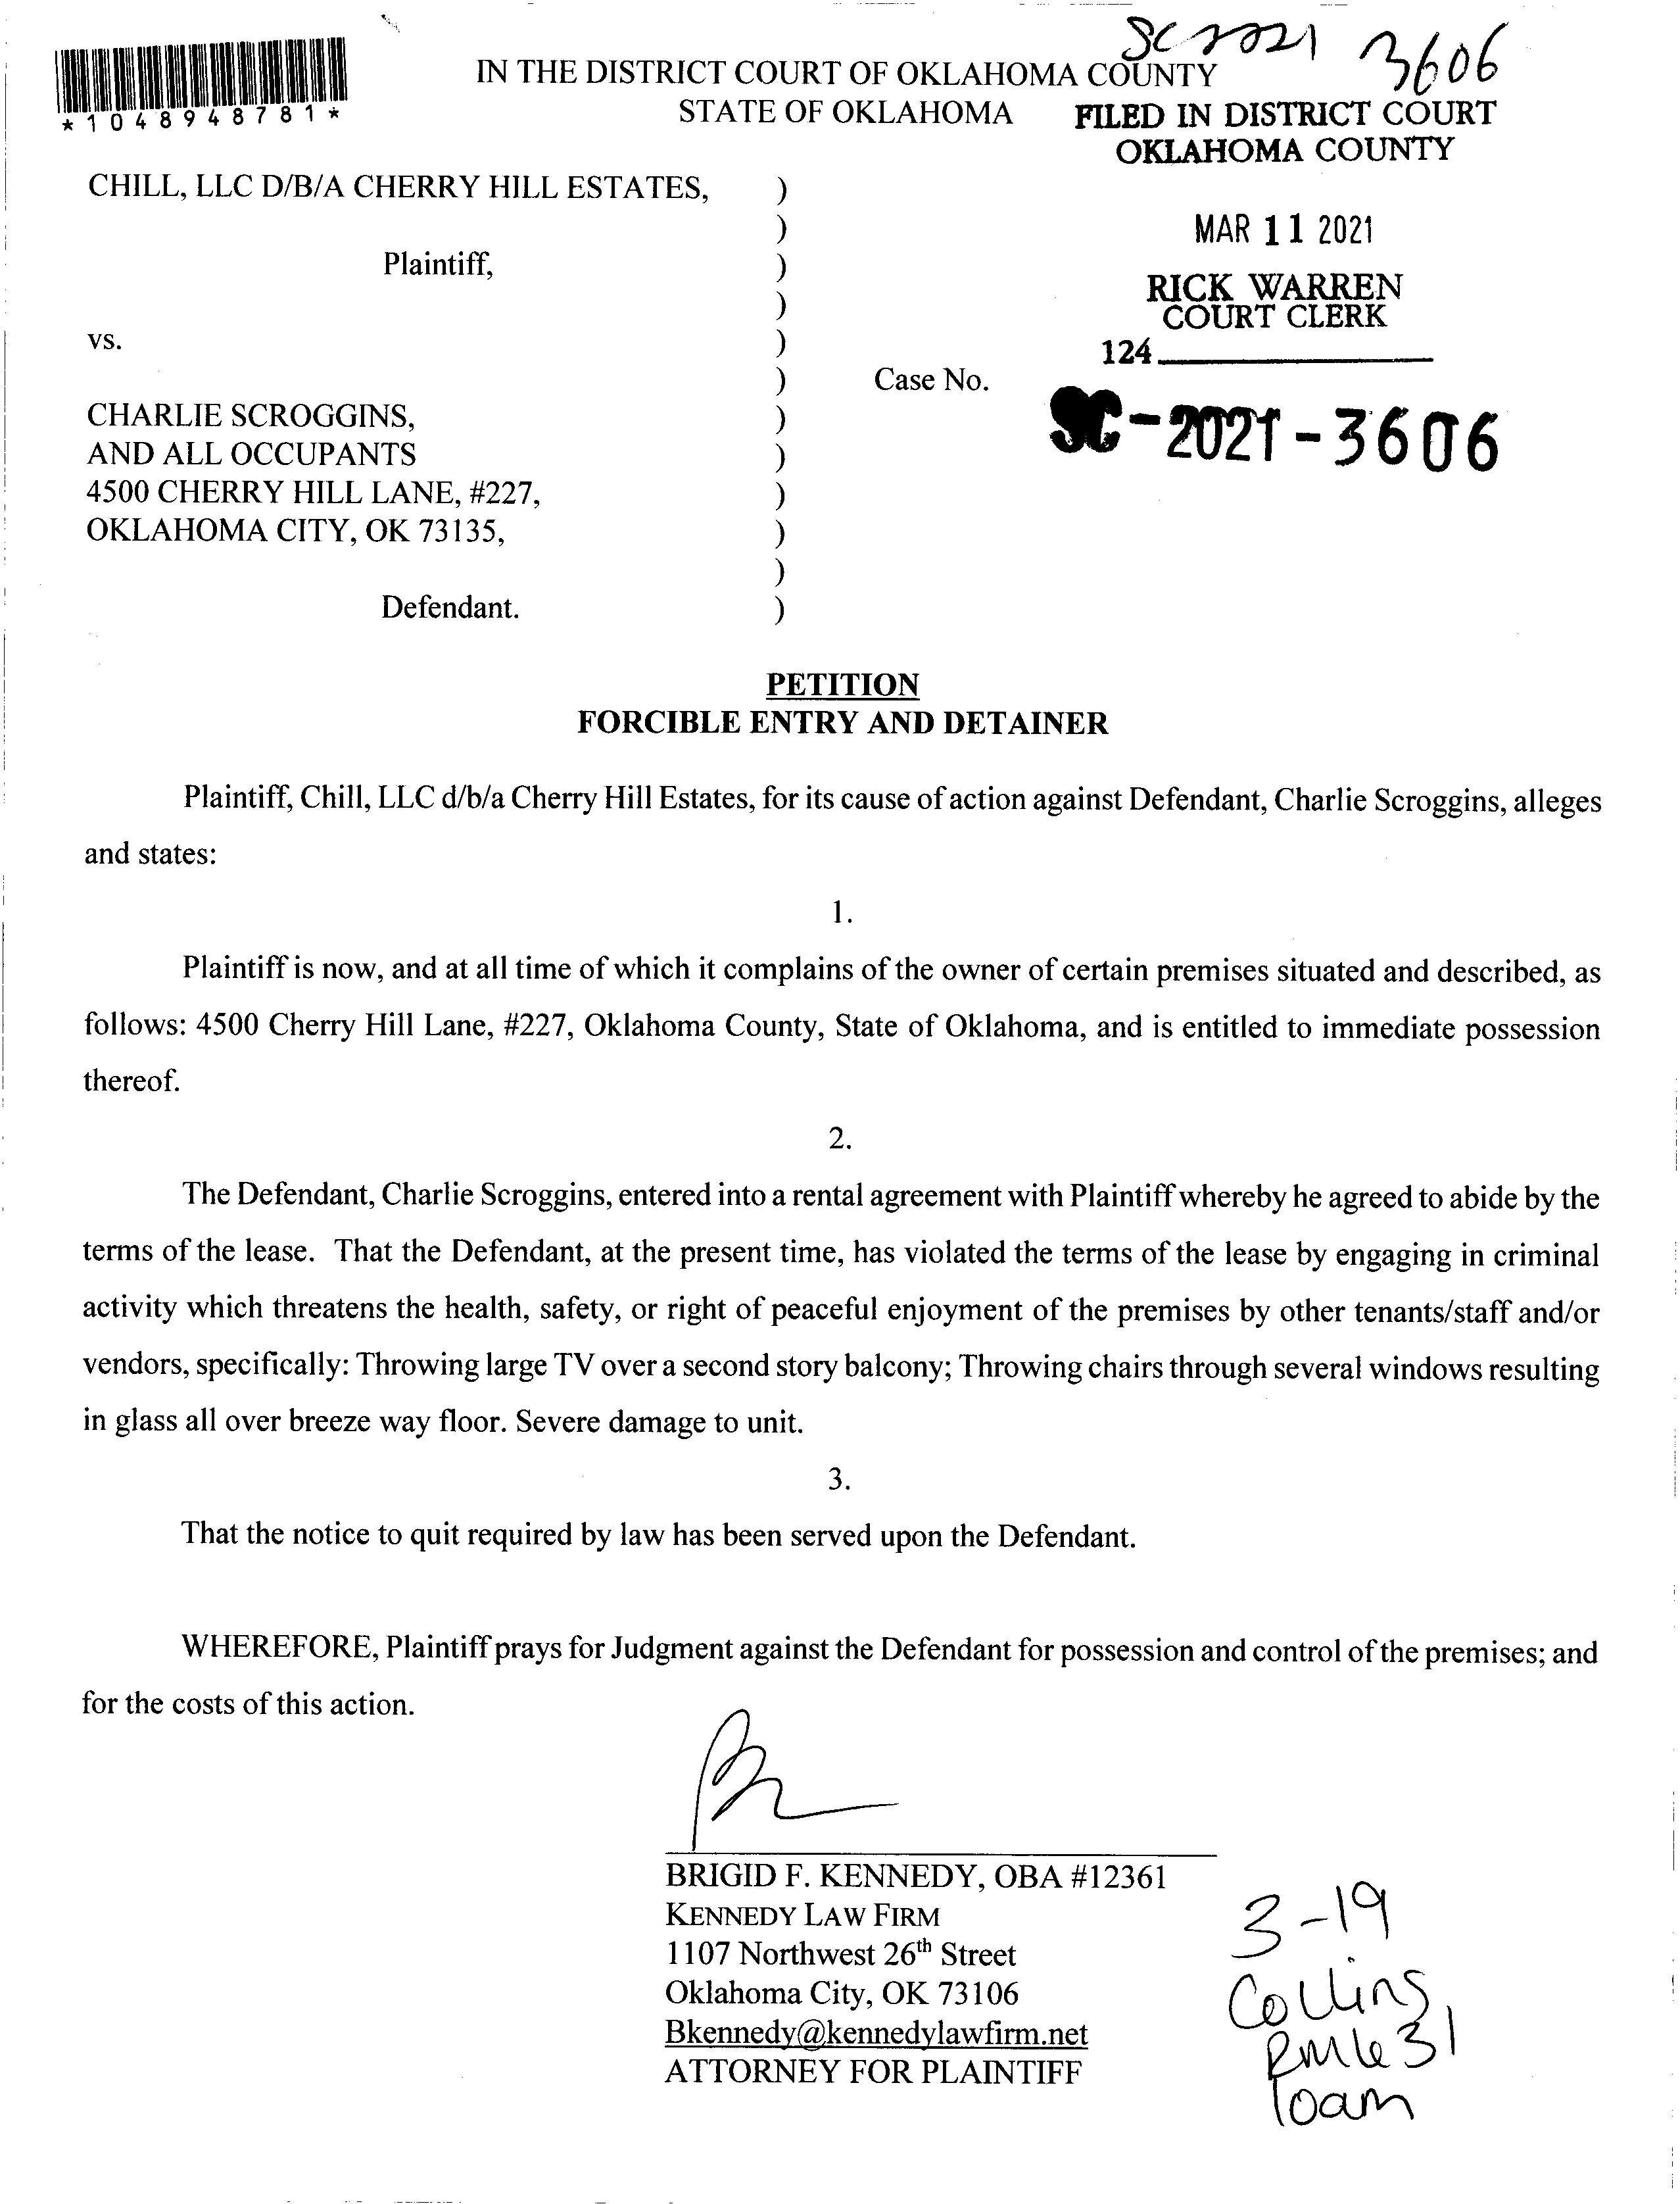 SC 2021 3606
*1048948781*
IN THE DISTRICT COURT OF OKLAHOMA COUNTY
STATE OF OKLAHOMA
FILED IN DISTRICT COURT
OKLAHOMA COUNTY
MAR 11 2021
RICK WARREN
COURT CLERK
124
CHILL, LLC D/B/A CHERRY HILL ESTATES, )
)
Plaintiff, )
)
vs. )
) Case No.
SC-2021-3606
CHARLIE SCROGGINS, )
AND ALL OCCUPANTS )
4500 CHERRY HILL LANE, #227, )
OKLAHOMA CITY, OK 73135, )
)
Defendant. )
PETITION
FORCIBLE ENTRY AND DETAINER
Plaintiff, Chill, LLC d/b/a Cherry Hill Estates, for its cause of action against Defendant, Charlie Scroggins, alleges
and states:
1.
Plaintiff is now, and at all time of which it complains of the owner of certain premises situated and described, as
follows: 4500 Cherry Hill Lane, #227, Oklahoma County, State of Oklahoma, and is entitled to immediate possession
thereof.
2.
The Defendant, Charlie Scroggins, entered into a rental agreement with Plaintiff whereby he agreed to abide by the
terms of the lease. That the Defendant, at the present time, has violated the terms of the lease by engaging in criminal
activity which threatens the health, safety, or right of peaceful enjoyment of the premises by other tenants/staff and/or
vendors, specifically: Throwing large TV over a second story balcony; Throwing chairs through several windows resulting
in glass all over breeze way floor. Severe damage to unit.
3.
That the notice to quit required by law has been served upon the Defendant.
WHEREFORE, Plaintiff prays for Judgment against the Defendant for possession and control of the premises; and
for the costs of this action.
BRIGID F. KENNEDY, OBA #12361
KENNEDY LAW FIRM
1107 Northwest 26th Street
Oklahoma City, OK 73106
Bkennedy@kennedylawfirm.net
ATTORNEY FOR PLAINTIFF
3-19
Collins,
31
10am